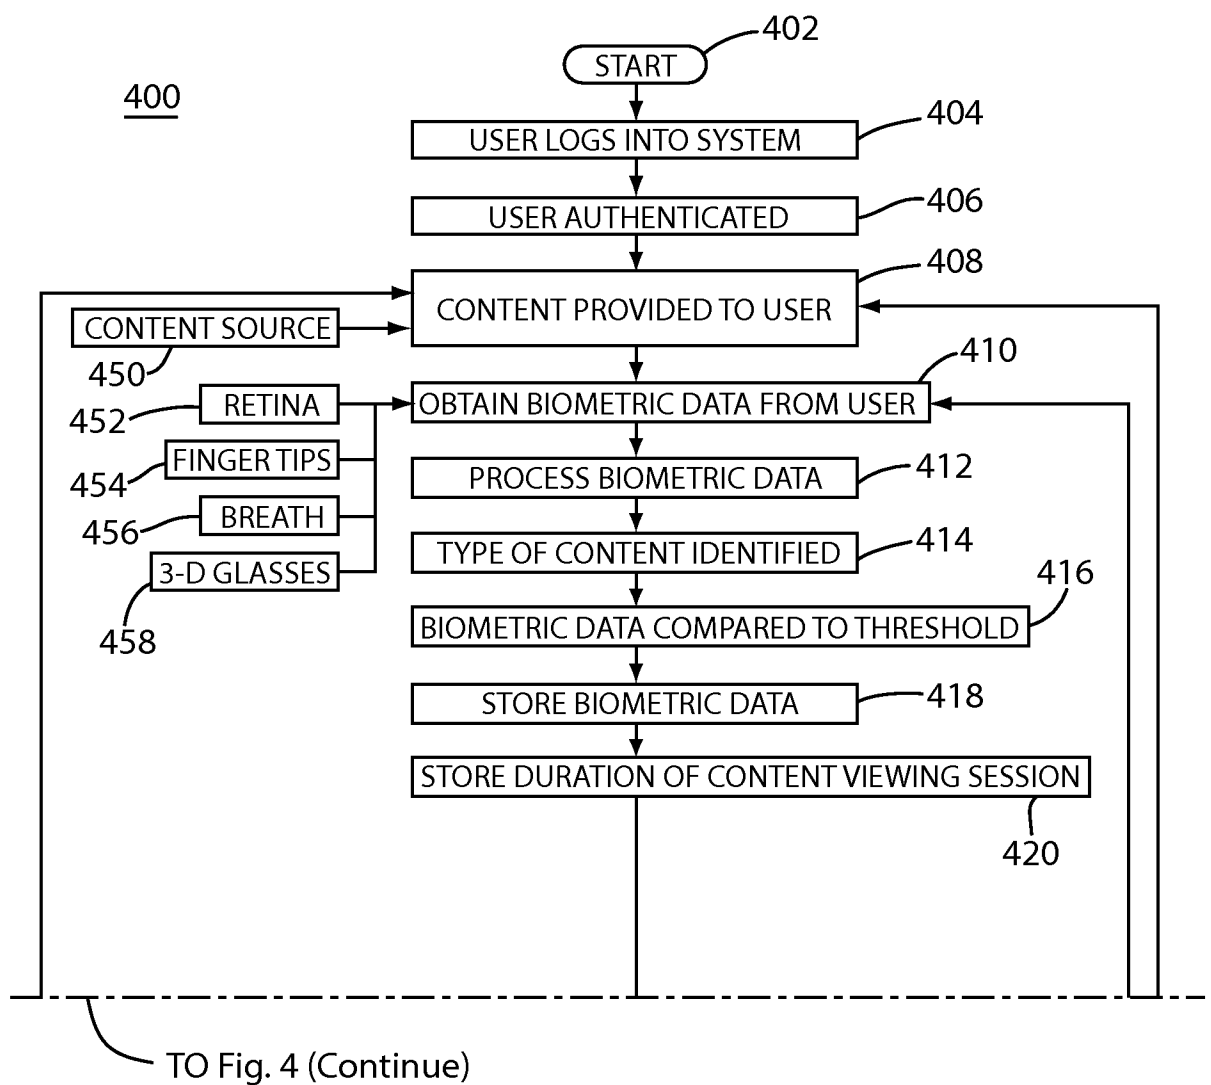 402
START
400
404
USER LOGS INTO SYSTEM
406
USER AUTHENTICATED
408
CONTENT PROVIDED TO USER
CONTENT SOURCE
450
410
RETINA
OBTAIN BIOMETRIC DATA FROM USER
452
FINGER TIPS
454
412
PROCESS BIOMETRIC DATA
BREATH
456
414
TYPE OF CONTENT IDENTIFIED
3-D GLASSES
458
416
BIOMETRIC DATA COMPARED TO THRESHOLD
418
STORE BIOMETRIC DATA
STORE DURATION OF CONTENT VIEWING SESSION
420
TO Fig. 4 (Continue)